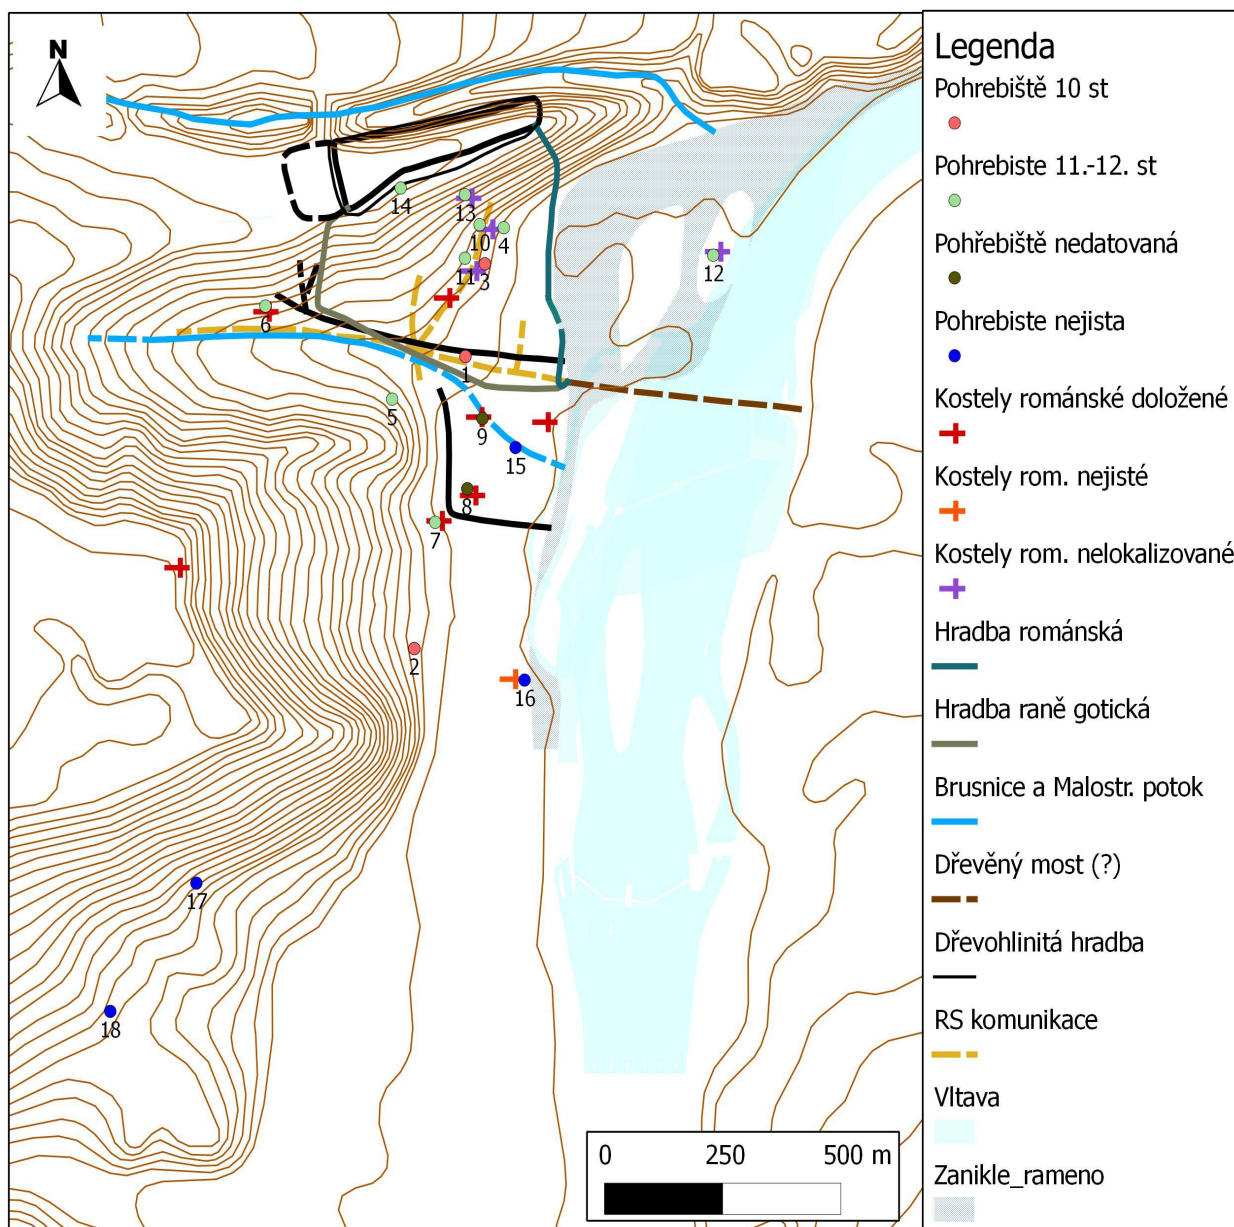 N
14
13
10
4
11
3
12
6
1
5
9
15
8
7
2
16
17
18
0 250 500 m
Legenda
Pohrebiště 10 st
Pohrebiste 11.-12. st
Pohřebiště nedatovaná
Pohrebiste nejista
Kostely románské doložené
Kostely rom. nejisté
Kostely rom. nelokalizované
Hradba románská
Hradba raně gotická
Brusnice a Malostr. potok
Dřevěný most (?)
Dřevohlinitá hradba
RS komunikace
Vltava
Zanikle_rameno